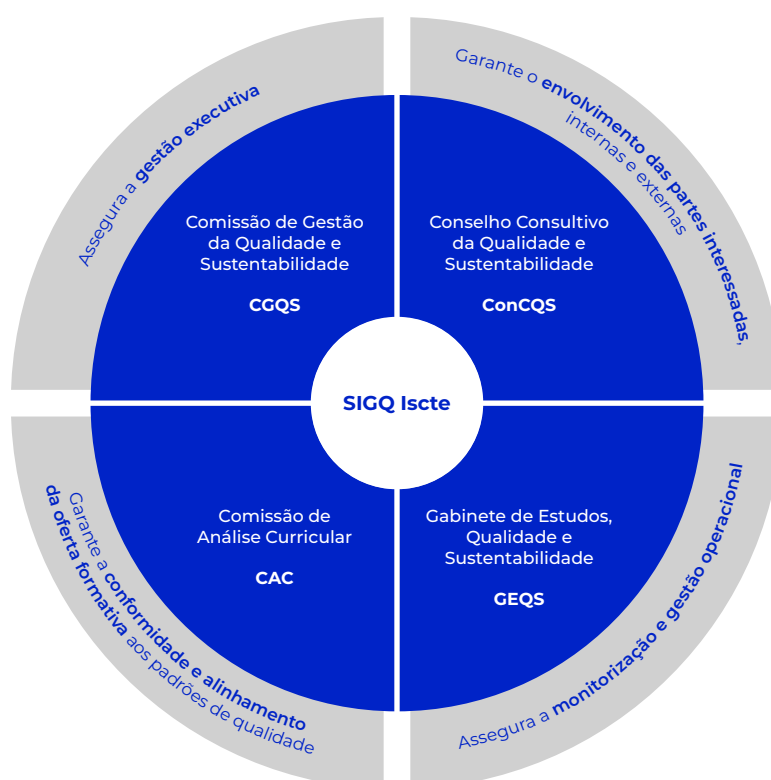 Assegura a gestão executiva
Garante o envolvimento das partes interessadas,
internas e externas
Comissão de Gestão
da Qualidade e
Sustentabilidade
CGQS
Conselho Consultivo
da Qualidade e
Sustentabilidade
ConCQS
SIGQ Iscte
Comissão de
Análise Curricular
CAC
Gabinete de Estudos,
Qualidade e
Sustentabilidade
GEQS
Garante a conformidade e alinhamento
da oferta formativa aos padrões de qualidade
Assegura a monitorização e gestão operacional